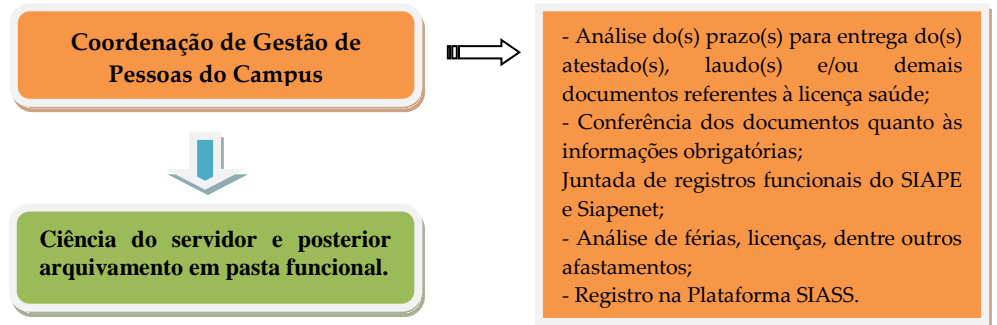 Coordenação de Gestão de
Pessoas do Campus
- Análise do(s) prazo(s) para entrega do(s)
atestado(s), laudo(s) e/ou demais
documentos referentes à licença saúde;
- Conferência dos documentos quanto às
informações obrigatórias;
Juntada de registros funcionais do SIAPE
e Siapenet;
- Análise de férias, licenças, dentre outros
afastamentos;
- Registro na Plataforma SIASS.
Ciência do servidor e posterior
arquivamento em pasta funcional.